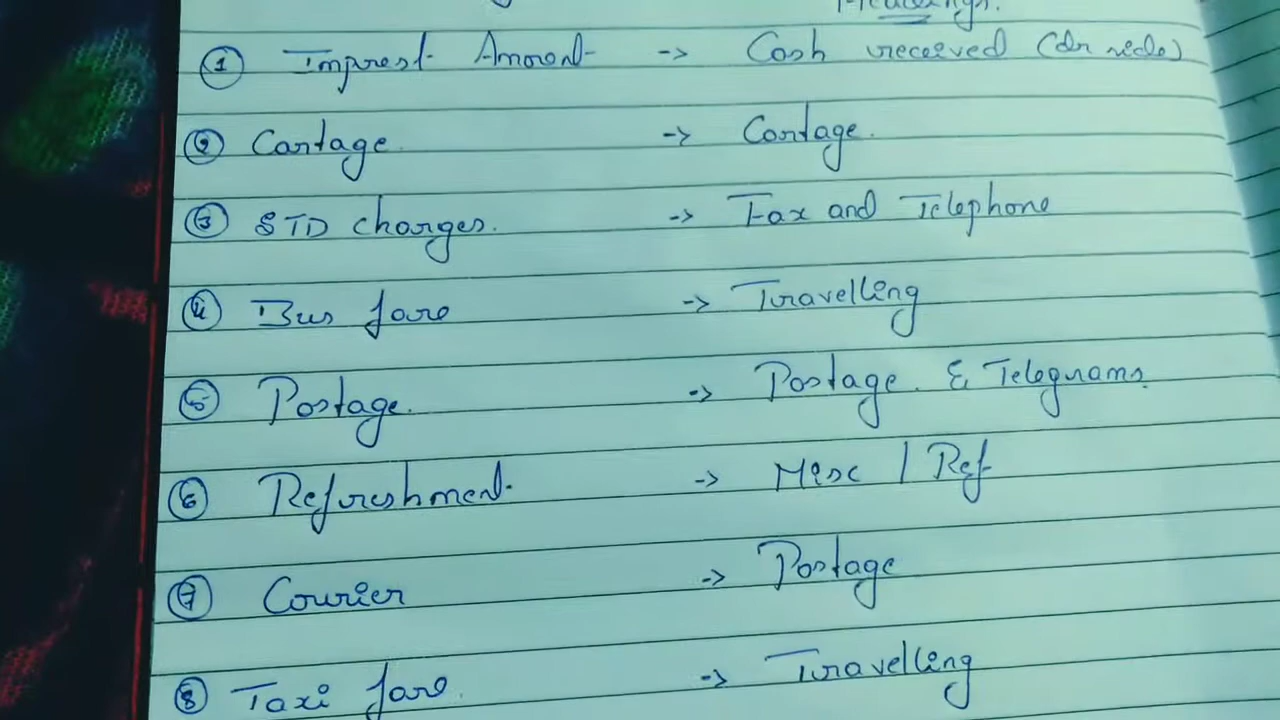 Headings.
① Imprest Amount -> Cash received (dr side)
② Cartage. -> Cartage.
③ STD charges. -> Fax and Telephone
④ Bus fare -> Travelling
⑤ Postage. -> Postage. & Telegrams.
⑥ Refreshment. -> Misc / Ref
⑦ Courier -> Postage
⑧ Taxi fare. -> Travelling